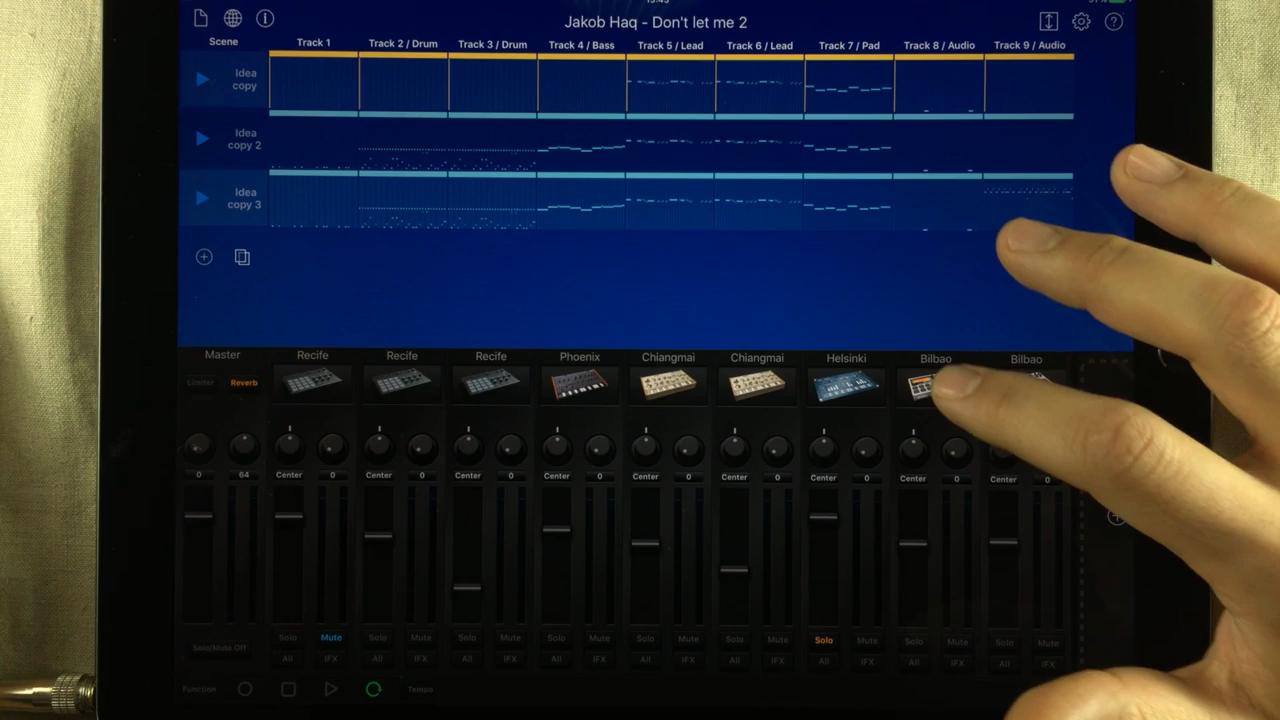 Jakob Haq - Don't let me 2
Scene Track 1 Track 2 / Drum Track 3 / Drum Track 4 / Bass Track 5 / Lead Track 6 / Lead Track 7 / Pad Track 8 / Audio Track 9 / Audio
Idea
copy
Idea
copy 2
Idea
copy 3
Master Recife Recife Recife Phoenix Chiangmai Chiangmai Helsinki Bilbao Bilbao
Limiter Reverb
0 64 Center 0 Center 0 Center 0 Center 0 Center 0 Center 0 Center 0 Center 0 0
Solo Mute Solo Mute Solo Mute Solo Mute Solo Mute Solo Mute Solo Mute Solo Mute Solo Mute
Solo/Mute Off
All IFX All IFX All IFX All IFX All IFX All IFX All IFX All IFX All IFX
Function Tempo